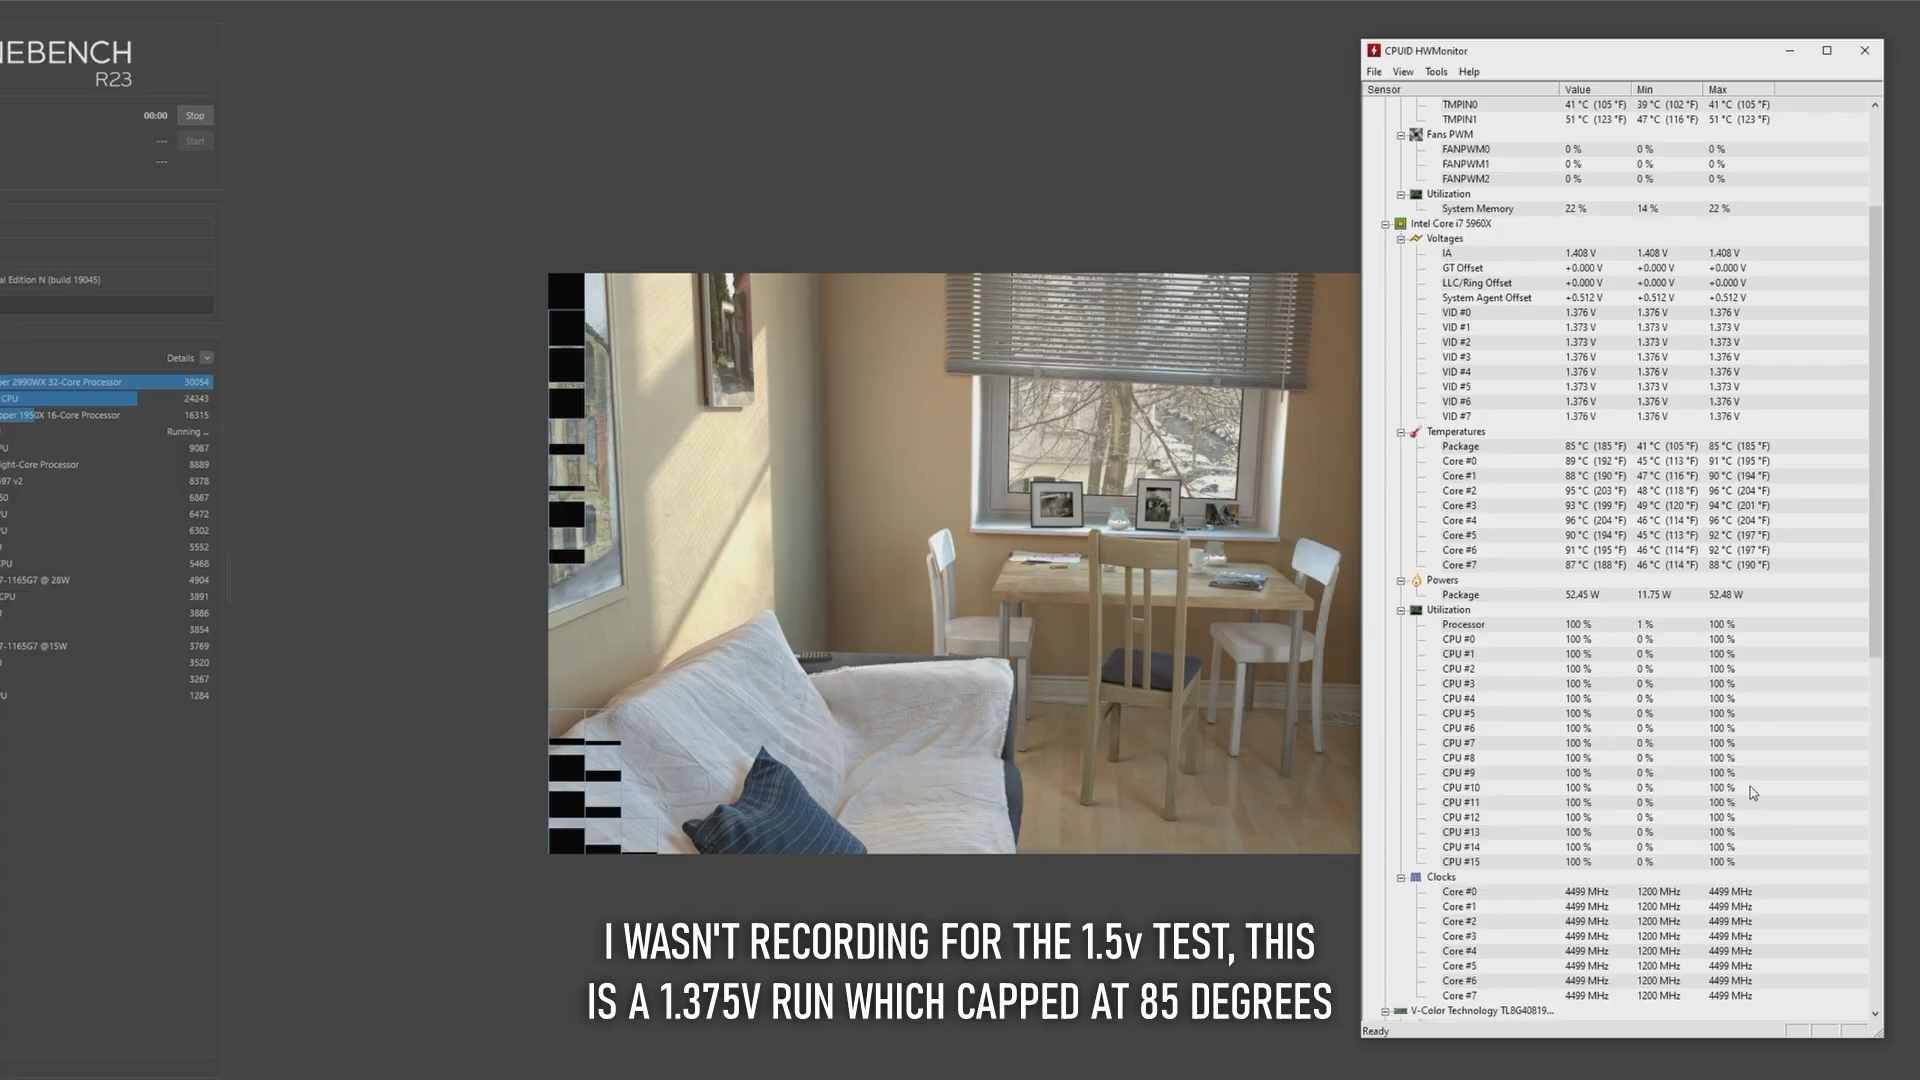 NEBENCH
R23
00:00 Stop
--- Start
---
al Edition N (build 19045)
Details
per 2990WX 32-Core Processor 30054
CPU 24243
pper 1950X 16-Core Processor 16315
Running ...
PU 9087
ight-Core Processor 8889
97 v2 8378
50 6867
U 6472
U 6302
5552
PU 5468
7-1165G7 @ 28W 4904
CPU 3891
3886
3854
-1165G7 @15W 3769
3520
3267
U 1284
CPUID HWMonitor
File View Tools Help
Sensor Value Min Max
TMPIN0 41 °C (105 °F) 39 °C (102 °F) 41 °C (105 °F)
TMPIN1 51 °C (123 °F) 47 °C (116 °F) 51 °C (123 °F)
Fans PWM
FANPWM0 0 % 0 % 0 %
FANPWM1 0 % 0 % 0 %
FANPWM2 0 % 0 % 0 %
Utilization
System Memory 22 % 14 % 22 %
Intel Core i7 5960X
Voltages
IA 1.408 V 1.408 V 1.408 V
GT Offset +0.000 V +0.000 V +0.000 V
LLC/Ring Offset +0.000 V +0.000 V +0.000 V
System Agent Offset +0.512 V +0.512 V +0.512 V
VID #0 1.376 V 1.376 V 1.376 V
VID #1 1.373 V 1.373 V 1.373 V
VID #2 1.373 V 1.373 V 1.373 V
VID #3 1.376 V 1.376 V 1.376 V
VID #4 1.376 V 1.376 V 1.376 V
VID #5 1.373 V 1.373 V 1.373 V
VID #6 1.376 V 1.376 V 1.376 V
VID #7 1.376 V 1.376 V 1.376 V
Temperatures
Package 85 °C (185 °F) 41 °C (105 °F) 85 °C (185 °F)
Core #0 89 °C (192 °F) 45 °C (113 °F) 91 °C (195 °F)
Core #1 88 °C (190 °F) 47 °C (116 °F) 90 °C (194 °F)
Core #2 95 °C (203 °F) 48 °C (118 °F) 96 °C (204 °F)
Core #3 93 °C (199 °F) 49 °C (120 °F) 94 °C (201 °F)
Core #4 96 °C (204 °F) 46 °C (114 °F) 96 °C (204 °F)
Core #5 90 °C (194 °F) 45 °C (113 °F) 92 °C (197 °F)
Core #6 91 °C (195 °F) 46 °C (114 °F) 92 °C (197 °F)
Core #7 87 °C (188 °F) 46 °C (114 °F) 88 °C (190 °F)
Powers
Package 52.45 W 11.75 W 52.48 W
Utilization
Processor 100 % 1 % 100 %
CPU #0 100 % 0 % 100 %
CPU #1 100 % 0 % 100 %
CPU #2 100 % 0 % 100 %
CPU #3 100 % 0 % 100 %
CPU #4 100 % 0 % 100 %
CPU #5 100 % 0 % 100 %
CPU #6 100 % 0 % 100 %
CPU #7 100 % 0 % 100 %
CPU #8 100 % 0 % 100 %
CPU #9 100 % 0 % 100 %
CPU #10 100 % 0 % 100 %
CPU #11 100 % 0 % 100 %
CPU #12 100 % 0 % 100 %
CPU #13 100 % 0 % 100 %
CPU #14 100 % 0 % 100 %
CPU #15 100 % 0 % 100 %
Clocks
Core #0 4499 MHz 1200 MHz 4499 MHz
Core #1 4499 MHz 1200 MHz 4499 MHz
Core #2 4499 MHz 1200 MHz 4499 MHz
Core #3 4499 MHz 1200 MHz 4499 MHz
Core #4 4499 MHz 1200 MHz 4499 MHz
Core #5 4499 MHz 1200 MHz 4499 MHz
Core #6 4499 MHz 1200 MHz 4499 MHz
Core #7 4499 MHz 1200 MHz 4499 MHz
V-Color Technology TL8G40819...
Ready
I WASN'T RECORDING FOR THE 1.5v TEST, THIS
IS A 1.375V RUN WHICH CAPPED AT 85 DEGREES